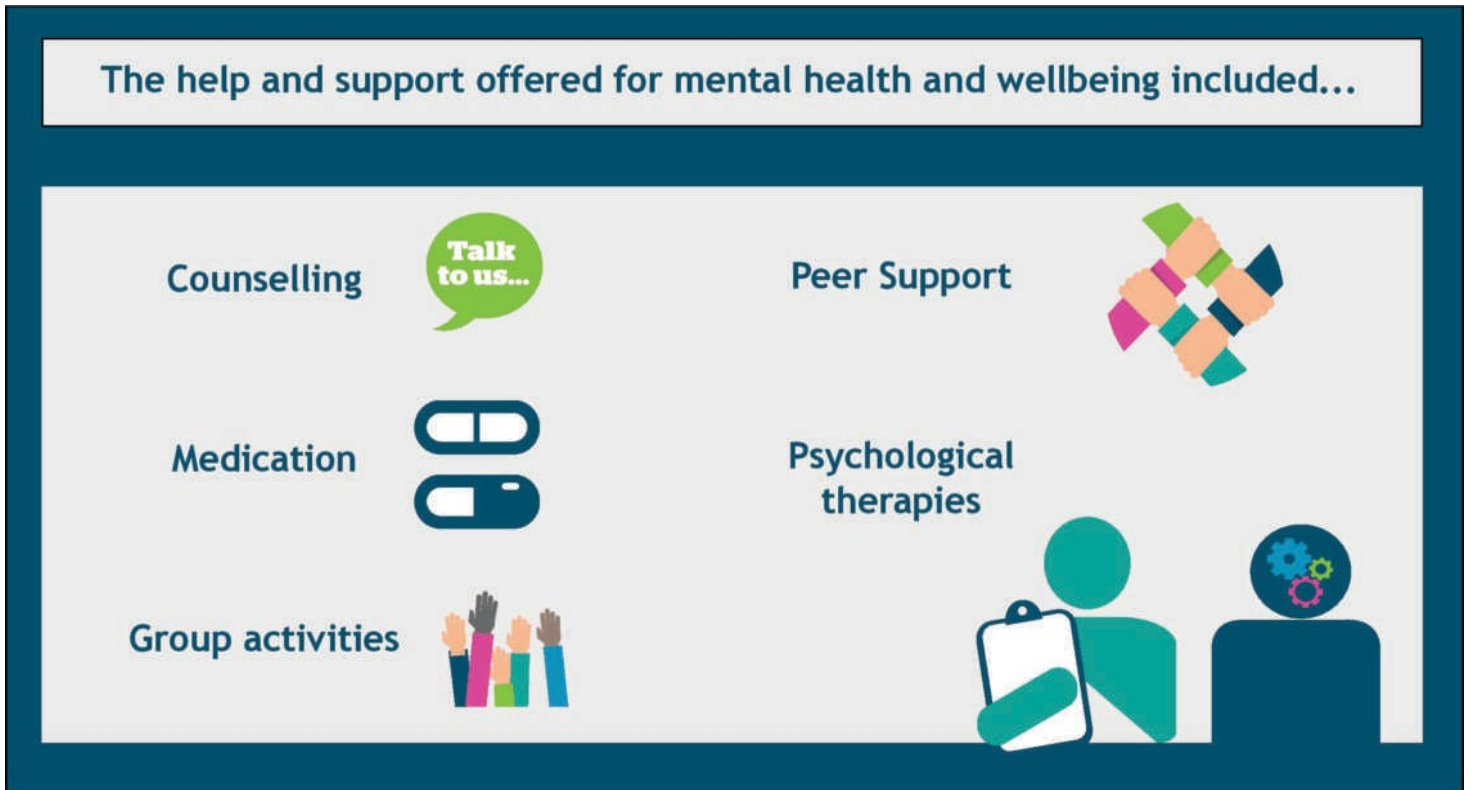 The help and support offered for mental health and wellbeing included...
Counselling
Talk
to us...
Peer Support
Medication
Psychological
therapies
Group activities